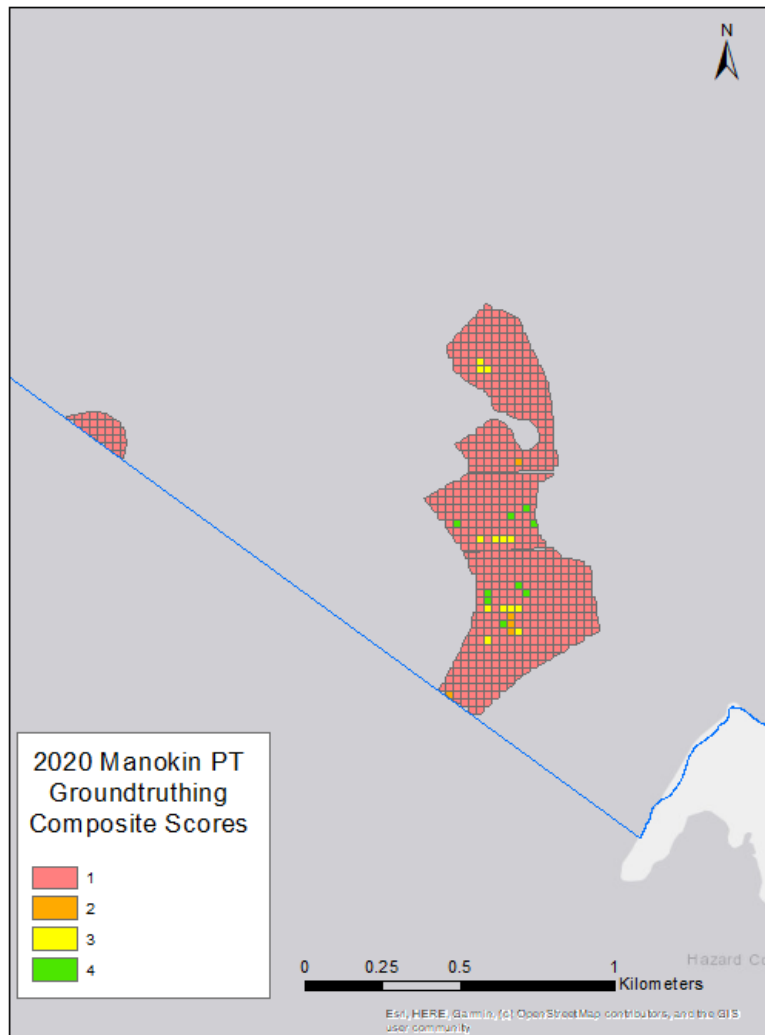 N
2020 Manokin PT
Groundtruthing
Composite Scores
1
2
3
4
0 0.25 0.5 1
Kilometers
Hazard Co
Esri, HERE, Garmin, (c) OpenStreetMap contributors, and the GIS
user community